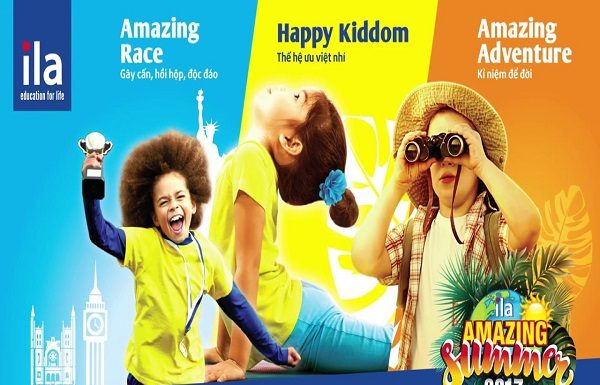 ila
education for life
Amazing
Race
Gây cấn, hồi hộp, độc đáo
Happy Kiddom
Thế hệ ưu việt nhí
Amazing
Adventure
Kỉ niệm để đời
ila
AMAZING
Summer
2017